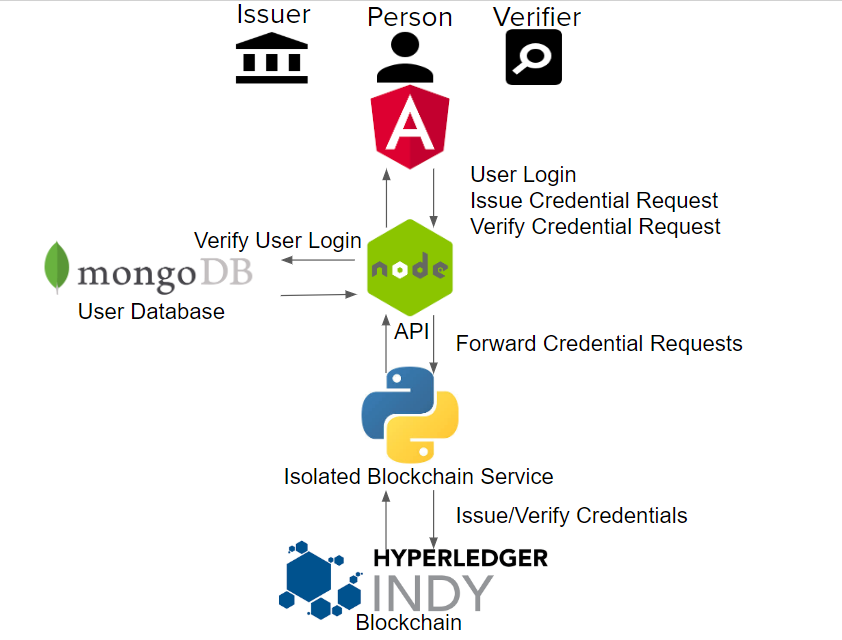 Issuer
Person
Verifier
A
User Login
Issue Credential Request
Verify Credential Request
Verify User Login
mongoDB
node
User Database
API
Forward Credential Requests
Isolated Blockchain Service
Issue/Verify Credentials
HYPERLEDGER
INDY
Blockchain